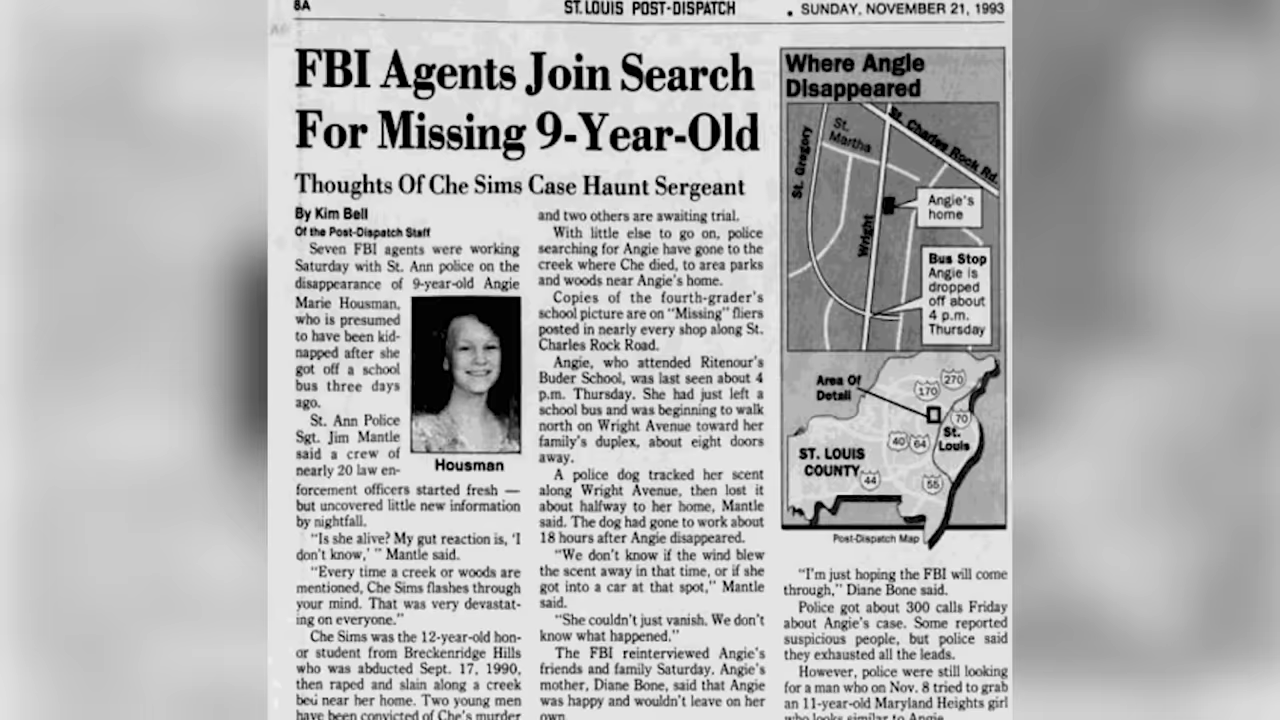 8A
ST. LOUIS POST-DISPATCH
SUNDAY, NOVEMBER 21, 1993
FBI Agents Join Search
For Missing 9-Year-Old
Thoughts Of Che Sims Case Haunt Sergeant
By Kim Bell
Of the Post-Dispatch Staff
Seven FBI agents were working
Saturday with St. Ann police on the
disappearance of 9-year-old Angie
Marie Housman,
who is presumed
to have been kid-
napped after she
got off a school
bus three days
ago.
St. Ann Police
Sgt. Jim Mantle
said a crew of
nearly 20 law en-
Housman
forcement officers started fresh —
but uncovered little new information
by nightfall.
"Is she alive? My gut reaction is, 'I
don't know,' " Mantle said.
"Every time a creek or woods are
mentioned, Che Sims flashes through
your mind. That was very devastat-
ing on everyone."
Che Sims was the 12-year-old hon-
or student from Breckenridge Hills
who was abducted Sept. 17, 1990,
then raped and slain along a creek
bed near her home. Two young men
have been convicted of Che's murder
and two others are awaiting trial.
With little else to go on, police
searching for Angie have gone to the
creek where Che died, to area parks
and woods near Angie's home.
Copies of the fourth-grader's
school picture are on "Missing" fliers
posted in nearly every shop along St.
Charles Rock Road.
Angie, who attended Ritenour's
Buder School, was last seen about 4
p.m. Thursday. She had just left a
school bus and was beginning to walk
north on Wright Avenue toward her
family's duplex, about eight doors
away.
A police dog tracked her scent
along Wright Avenue, then lost it
about halfway to her home, Mantle
said. The dog had gone to work about
18 hours after Angie disappeared.
"We don't know if the wind blew
the scent away in that time, or if she
got into a car at that spot," Mantle
said.
"She couldn't just vanish. We don't
know what happened."
The FBI reinterviewed Angie's
friends and family Saturday. Angie's
mother, Diane Bone, said that Angie
was happy and wouldn't leave on her
own.
Where Angie
Disappeared
St. Charles Rock Rd.
St.
Martha
St. Gregory
Wright
Angie's
home
Bus Stop
Angie is
dropped
off about
4 p.m.
Thursday
Area Of
Detail
270
170
70
40
64
St.
Louis
ST. LOUIS
COUNTY
44
55
Post-Dispatch Map
"I'm just hoping the FBI will come
through," Diane Bone said.
Police got about 300 calls Friday
about Angie's case. Some reported
suspicious people, but police said
they exhausted all the leads.
However, police were still looking
for a man who on Nov. 8 tried to grab
an 11-year-old Maryland Heights girl
who looks similar to Angie.